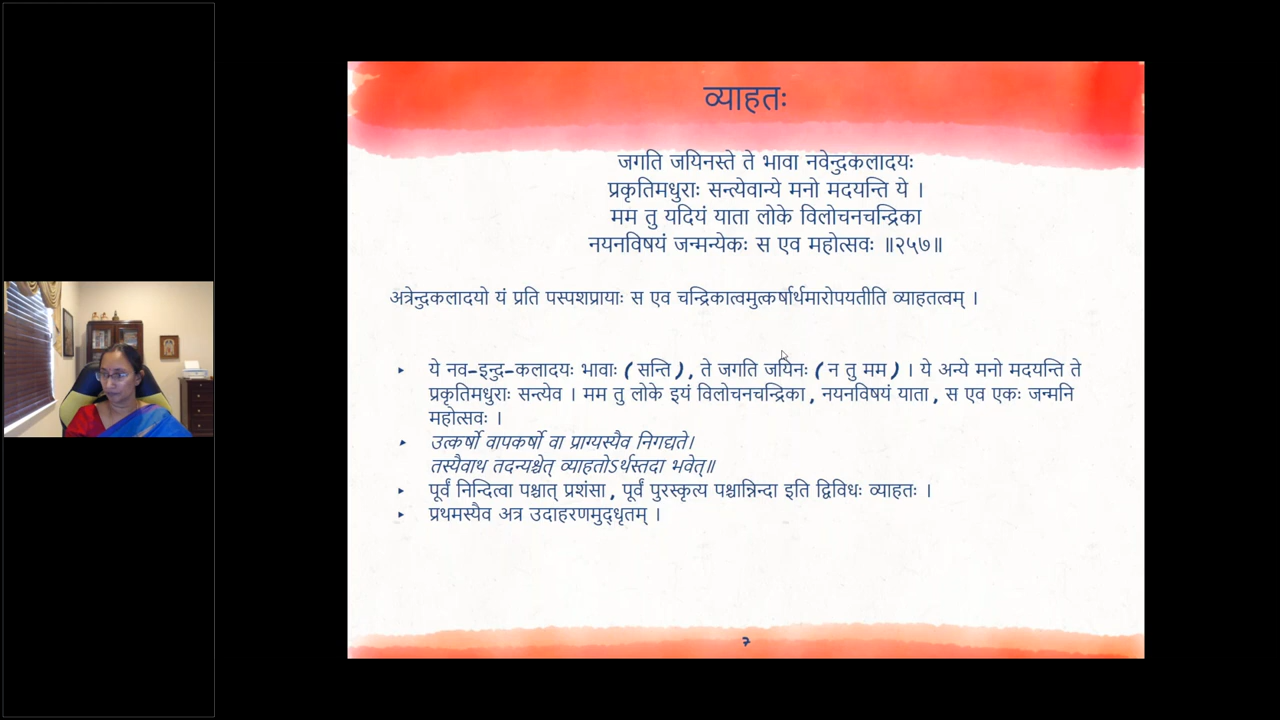 व्याहतः
जगति जयिनस्ते ते भावा नवेन्दुकलादयः
प्रकृतिमधुराः सन्त्येवान्ये मनो मदयन्ति ये ।
मम तु यदियं याता लोके विलोचनचन्द्रिका
नयनविषयं जन्मन्येकः स एव महोत्सवः ॥२५७॥
अत्रेन्दुकलादयो यं प्रति पस्पशप्रायाः स एव चन्द्रिकात्वमुत्कर्षार्थमारोपयतीति व्याहतत्वम् ।
‣ ये नव-इन्दु-कलादयः भावाः ( सन्ति ) , ते जगति जयिनः ( न तु मम ) । ये अन्ये मनो मदयन्ति ते
प्रकृतिमधुराः सन्त्येव । मम तु लोके इयं विलोचनचन्द्रिका , नयनविषयं याता , स एव एकः जन्मनि
महोत्सवः ।
‣ उत्कर्षो वापकर्षो वा प्राग्यस्यैव निगद्यते।
तस्यैवाथ तदन्यश्चेत् व्याहतोऽर्थस्तदा भवेत्॥
‣ पूर्वं निन्दित्वा पश्चात् प्रशंसा , पूर्वं पुरस्कृत्य पश्चान्निन्दा इति द्विविधः व्याहतः ।
‣ प्रथमस्यैव अत्र उदाहरणमुद्धृतम् ।
७